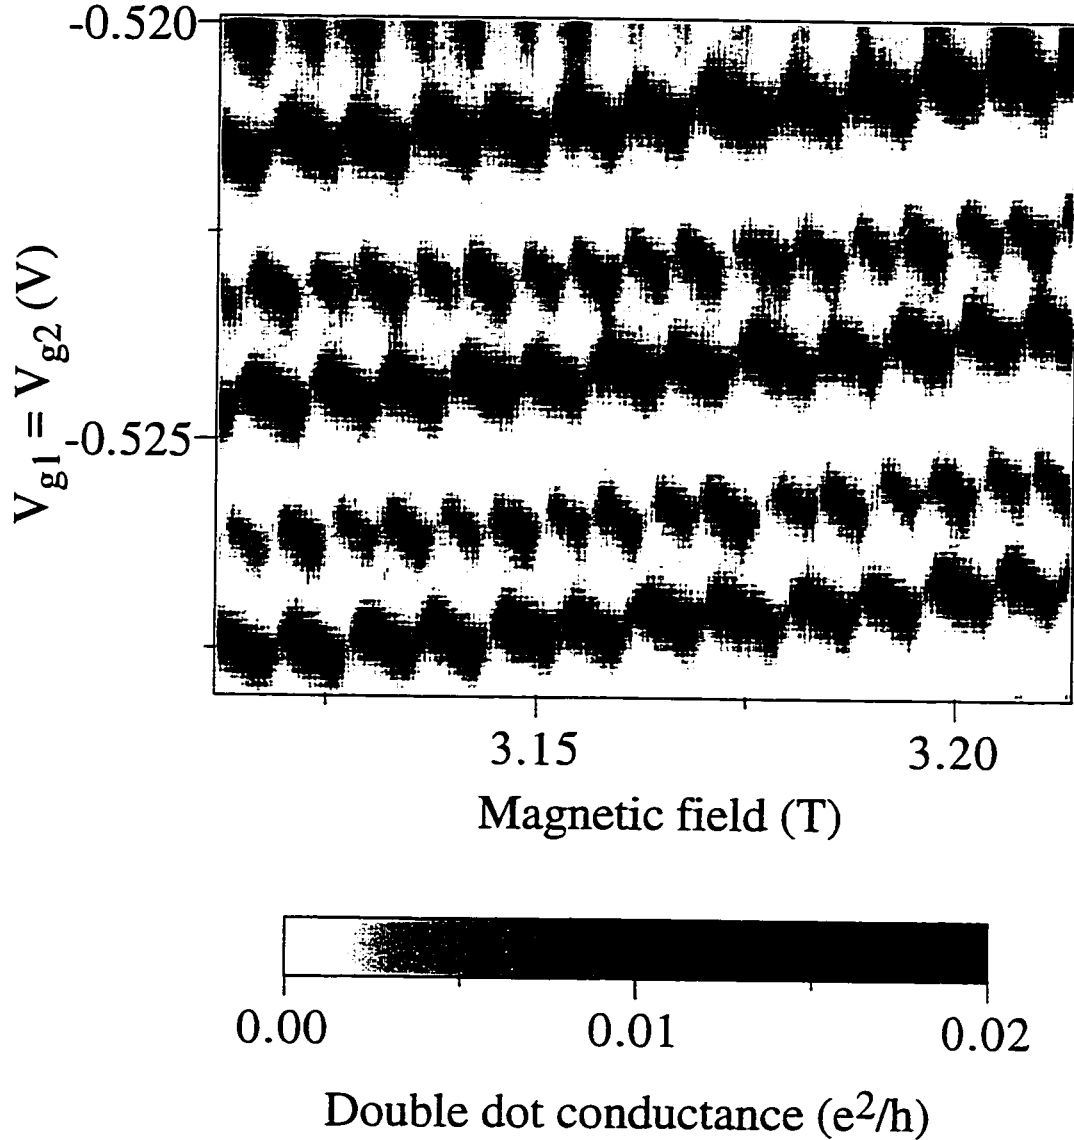 -0.520
V_g1 = V_g2 (V)
-0.525
3.15 3.20
Magnetic field (T)
0.00 0.01 0.02
Double dot conductance (e²/h)